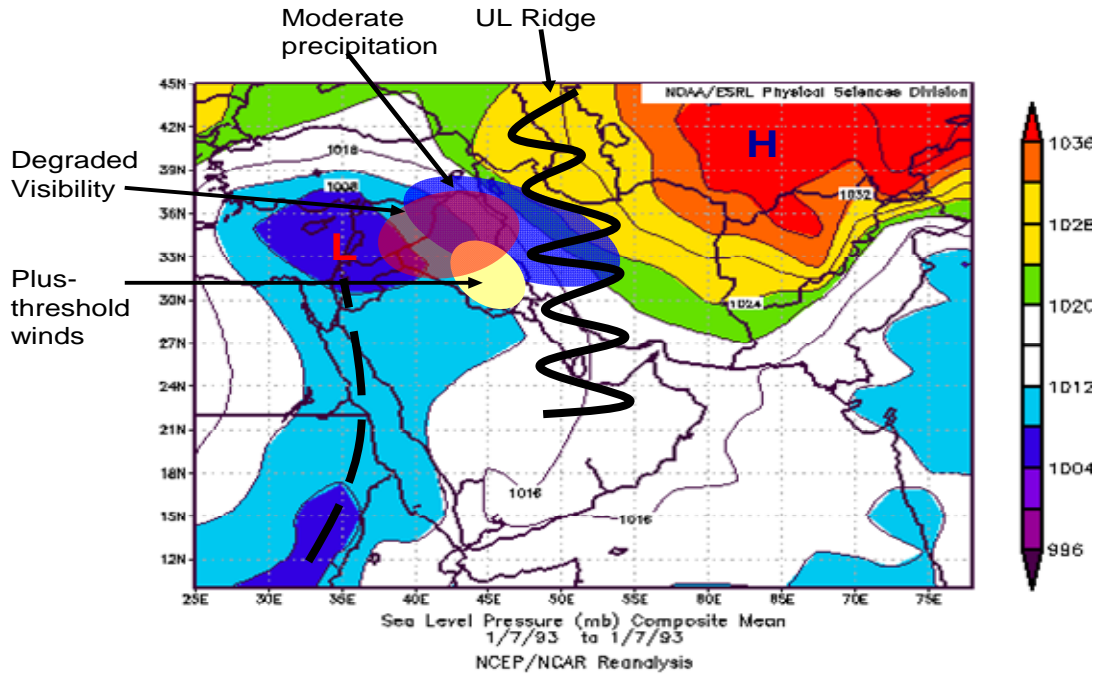 Moderate
precipitation
UL Ridge
Degraded
Visibility
Plus-
threshold
winds
NOAA/ESRL Physical Sciences Division
H
L
1018
1008
1032
1024
1016
1016
45N
42N
39N
36N
33N
30N
27N
24N
21N
18N
15N
12N
25E
30E
35E
40E
45E
50E
55E
60E
65E
70E
75E
1036
1028
1020
1012
1004
996
Sea Level Pressure (mb) Composite Mean
1/7/93 to 1/7/93
NCEP/NCAR Reanalysis